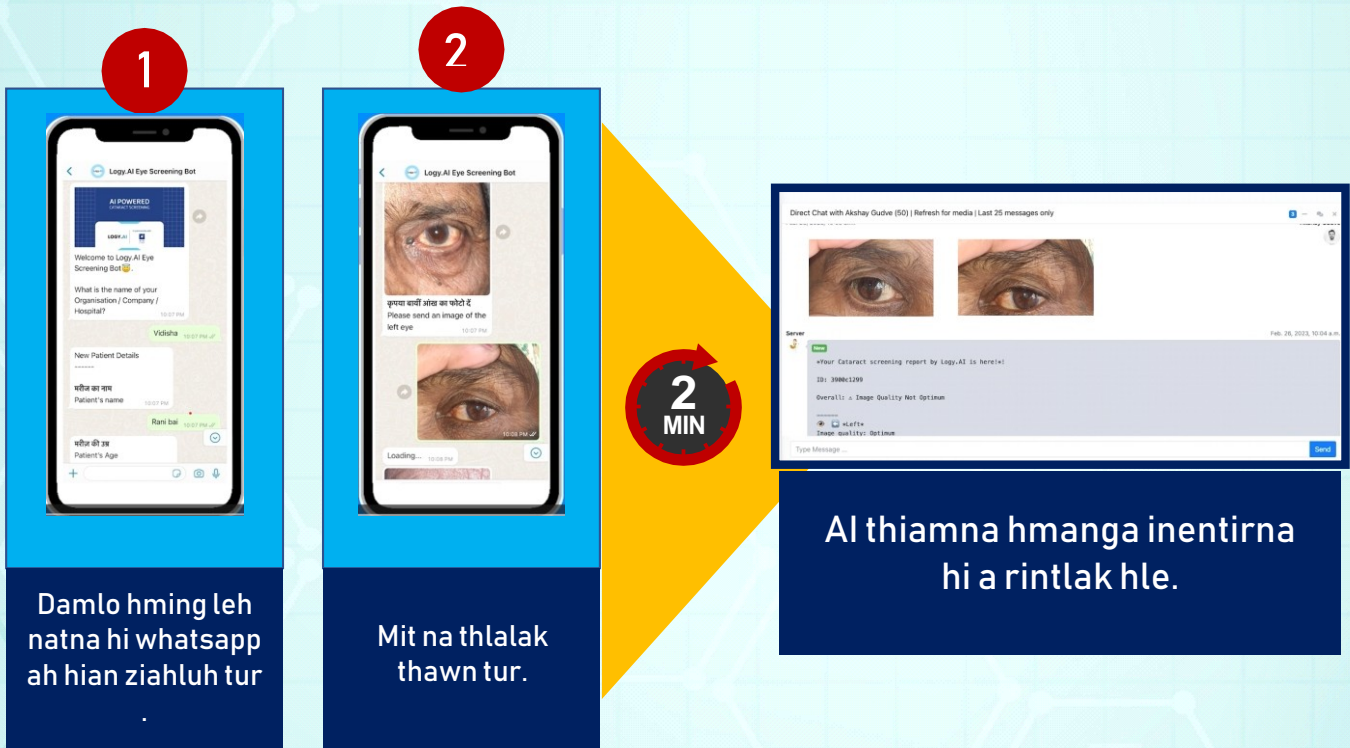 1
Logy.AI Eye Screening Bot
AI POWERED
CATARACT SCREENING
LOGY.AI
Welcome to Logy.AI Eye
Screening Bot😇.
What is the name of your
Organisation / Company /
Hospital?
10:07 PM
Vidisha
10:07 PM
New Patient Details
------
मरीज का नाम
Patient's name
10:07 PM
Rani bai
10:07 PM
मरीज की उम्र
Patient's Age
Damlo hming leh
natna hi whatsapp
ah hian ziahluh tur
.
2
Logy.AI Eye Screening Bot
कृपया बायीं आंख का फोटो दें
Please send an image of the
left eye
10:07 PM
10:08 PM
Loading...
10:08 PM
Mit na thlalak
thawn tur.
2
MIN
Direct Chat with Akshay Gudve (50) | Refresh for media | Last 25 messages only
Server
Feb. 26, 2023, 10:04 a.m.
New
*Your Cataract screening report by Logy.AI is here!*
ID: 3900c1299
Overall: ⚠ Image Quality Not Optimum
------
👁 ⬅ *Left*
Image quality: Optimum
Type Message ...
Send
AI thiamna hmanga inentirna
hi a rintlak hle.